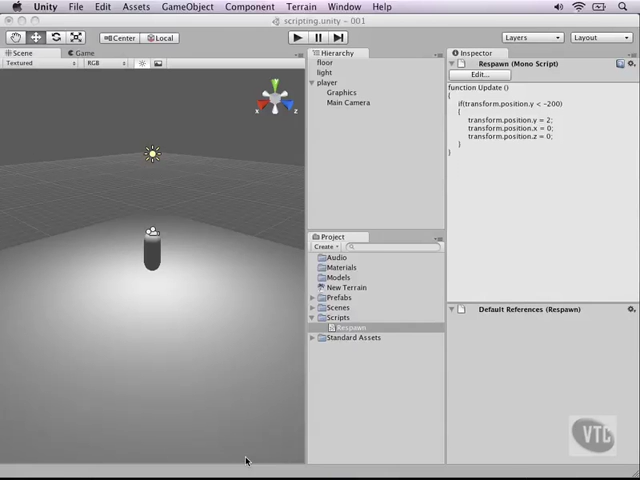 Unity File Edit Assets GameObject Component Terrain Window Help
scripting.unity - 001
Center Local Layers Layout
Scene Game
Textured RGB
Hierarchy
floor
light
player
Graphics
Main Camera
Project
Create
Audio
Materials
Models
New Terrain
Prefabs
Scenes
Scripts
Respawn
Standard Assets
Inspector
Respawn (Mono Script)
Edit...
function Update ()
{
if(transform.position.y < -200)
{
transform.position.y = 2;
transform.position.x = 0;
transform.position.z = 0;
}
}
Default References (Respawn)
VTC
y
x
z